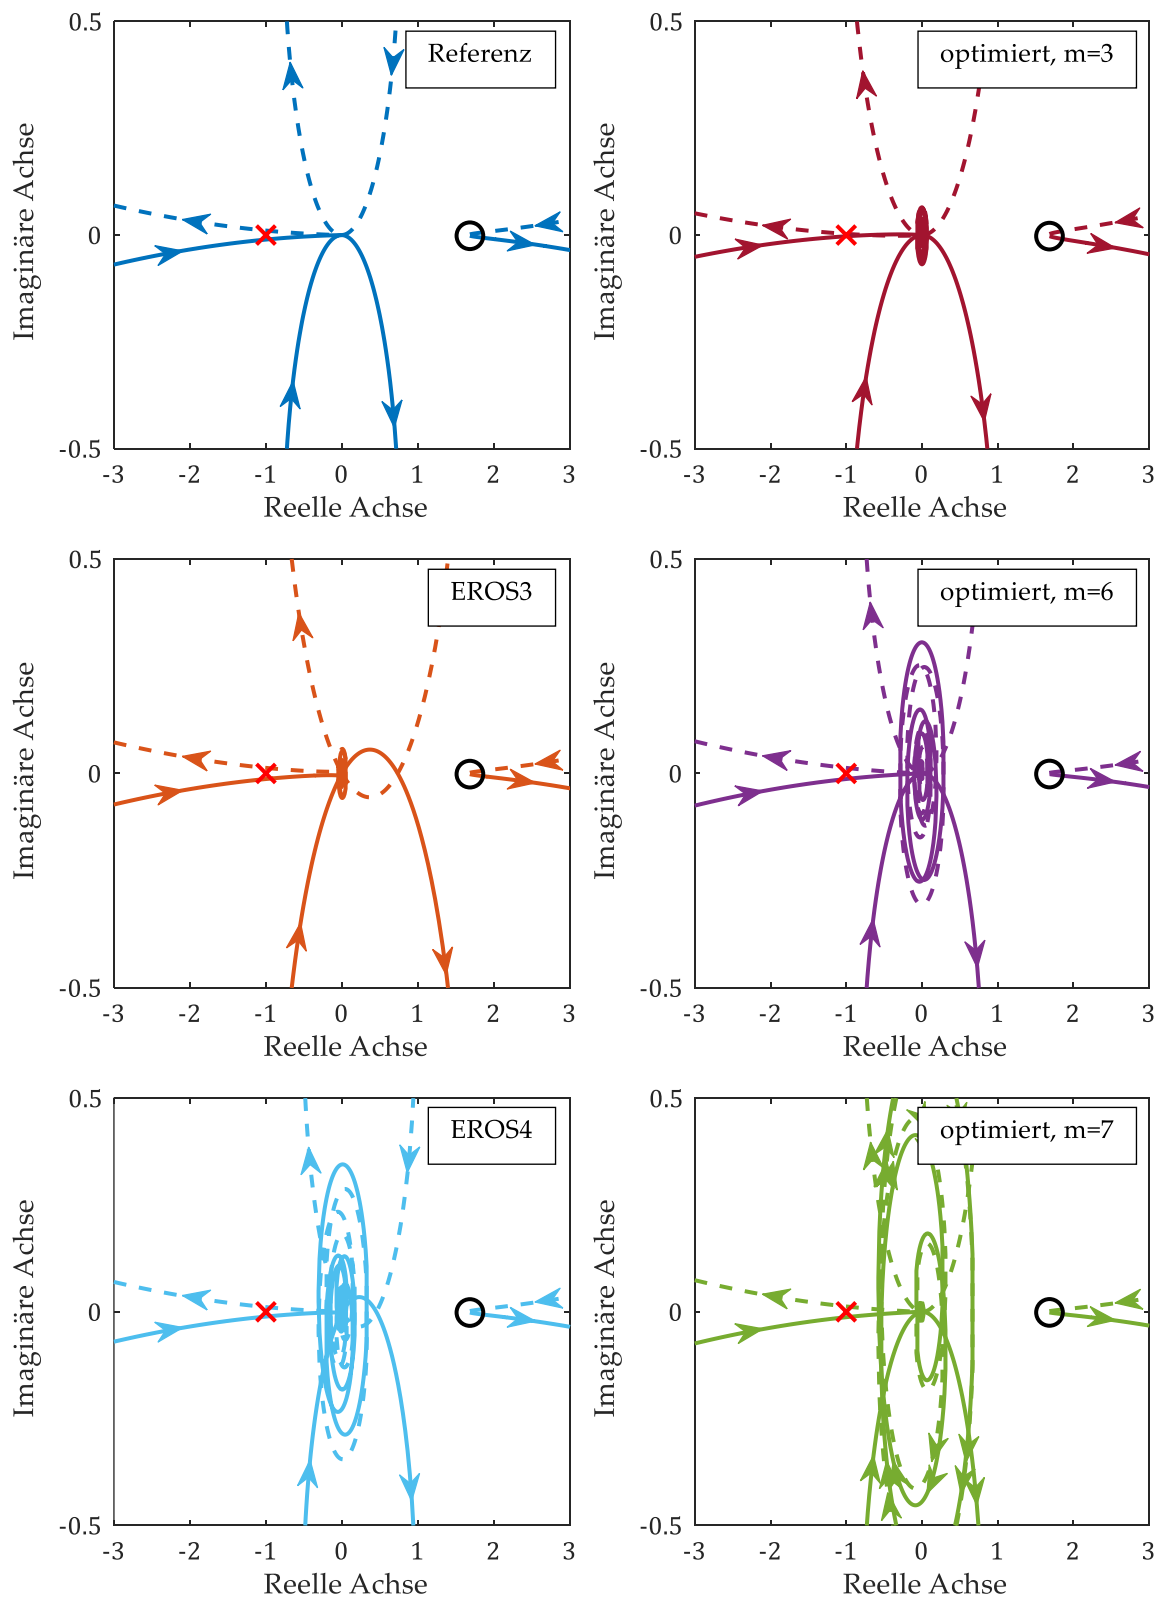 0.5
0
-0.5
Imaginäre Achse
Referenz
-3 -2 -1 0 1 2 3
Reelle Achse
Imaginäre Achse
optimiert, m=3
-0.5
-3 -2 -1 0 1 2 3
Reelle Achse
0.5
0
-0.5
Imaginäre Achse
EROS3
-3 -2 -1 0 1 2 3
Reelle Achse
0.5
0
-0.5
Imaginäre Achse
optimiert, m=6
-3 -2 -1 0 1 2 3
Reelle Achse
0.5
0
-0.5
Imaginäre Achse
EROS4
-3 -2 -1 0 1 2 3
Reelle Achse
0.5
0
-0.5
Imaginäre Achse
optimiert, m=7
-3 -2 -1 0 1 2 3
Reelle Achse